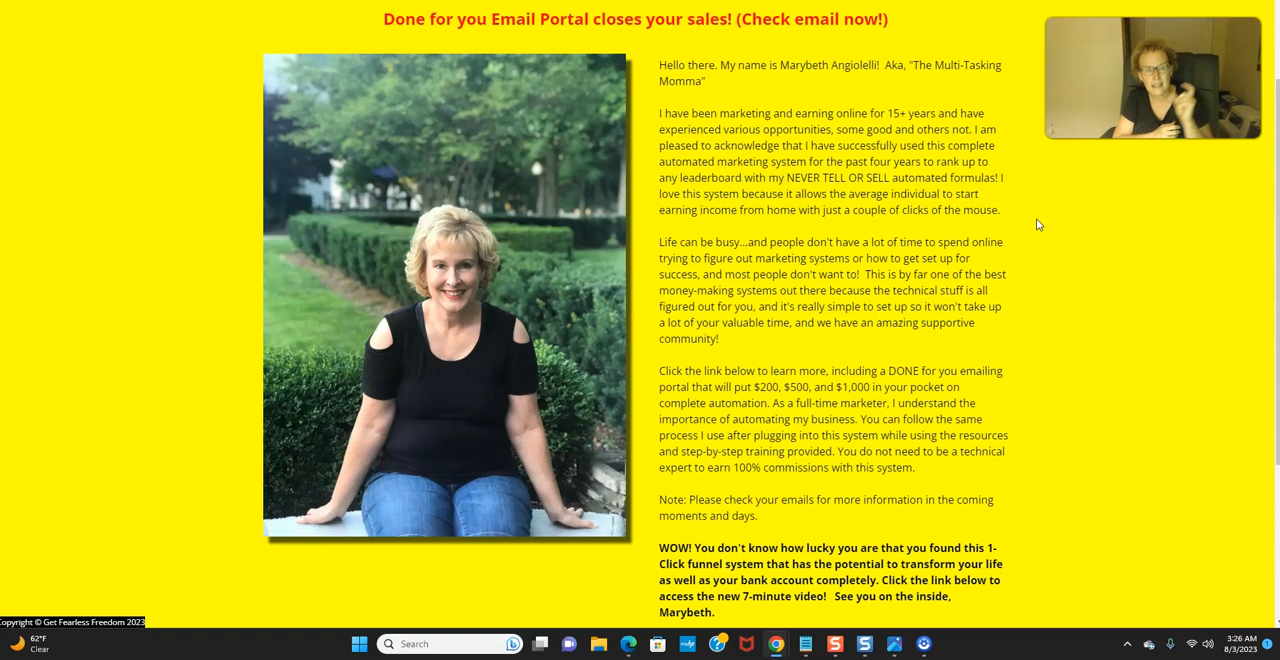 Done for you Email Portal closes your sales! (Check email now!)
Hello there. My name is Marybeth Angiolelli!  Aka, "The Multi-Tasking
Momma"
I have been marketing and earning online for 15+ years and have
experienced various opportunities, some good and others not. I am
pleased to acknowledge that I have successfully used this complete
automated marketing system for the past four years to rank up to
any leaderboard with my NEVER TELL OR SELL automated formulas! I
love this system because it allows the average individual to start
earning income from home with just a couple of clicks of the mouse.
Life can be busy...and people don't have a lot of time to spend online
trying to figure out marketing systems or how to get set up for
success, and most people don't want to!  This is by far one of the best
money-making systems out there because the technical stuff is all
figured out for you, and it's really simple to set up so it won't take up
a lot of your valuable time, and we have an amazing supportive
community!
Click the link below to learn more, including a DONE for you emailing
portal that will put $200, $500, and $1,000 in your pocket on
complete automation. As a full-time marketer, I understand the
importance of automating my business. You can follow the same
process I use after plugging into this system while using the resources
and step-by-step training provided. You do not need to be a technical
expert to earn 100% commissions with this system.
Note: Please check your emails for more information in the coming
moments and days.
WOW! You don't know how lucky you are that you found this 1-
Click funnel system that has the potential to transform your life
as well as your bank account completely. Click the link below to
access the new 7-minute video!   See you on the inside,
Marybeth.
Copyright © Get Fearless Freedom 2023
62°F
Clear
Search
3:26 AM
8/3/2023